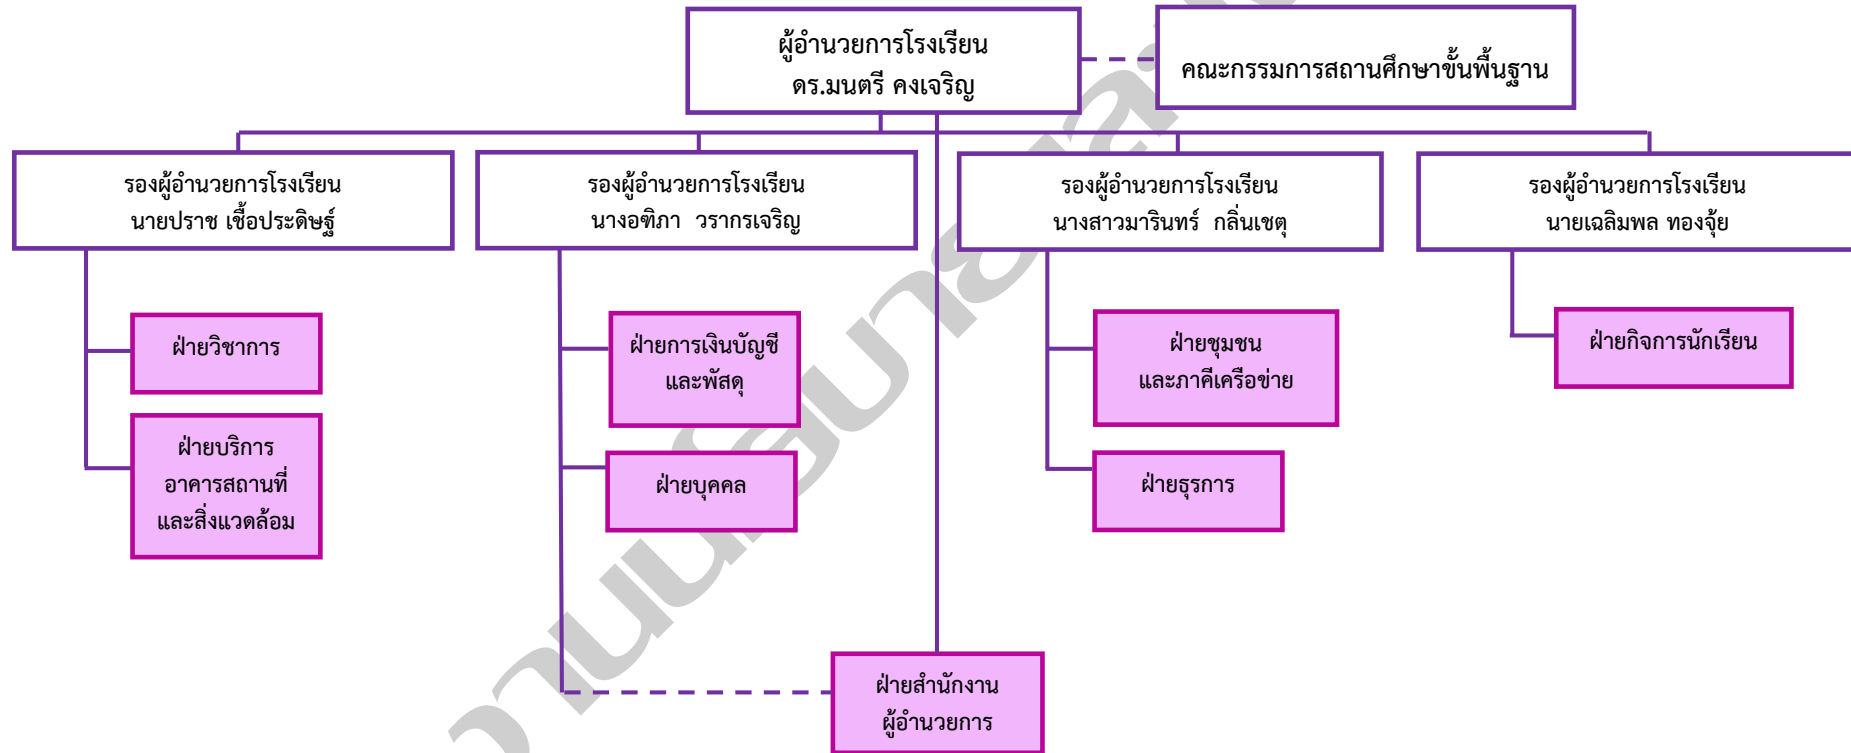 ผู้อำนวยการโรงเรียน
ดร.มนตรี คงเจริญ
คณะกรรมการสถานศึกษาขั้นพื้นฐาน
รองผู้อำนวยการโรงเรียน
นายปราช เชื้อประดิษฐ์
รองผู้อำนวยการโรงเรียน
นางอฑิภา วรากรเจริญ
รองผู้อำนวยการโรงเรียน
นางสาวมารินทร์ กลิ่นเชตุ
รองผู้อำนวยการโรงเรียน
นายเฉลิมพล ทองจุ้ย
ฝ่ายวิชาการ
ฝ่ายบริการ
อาคารสถานที่
และสิ่งแวดล้อม
ฝ่ายการเงินบัญชี
และพัสดุ
ฝ่ายบุคคล
ฝ่ายชุมชน
และภาคีเครือข่าย
ฝ่ายธุรการ
ฝ่ายกิจการนักเรียน
ฝ่ายสำนักงาน
ผู้อำนวยการ